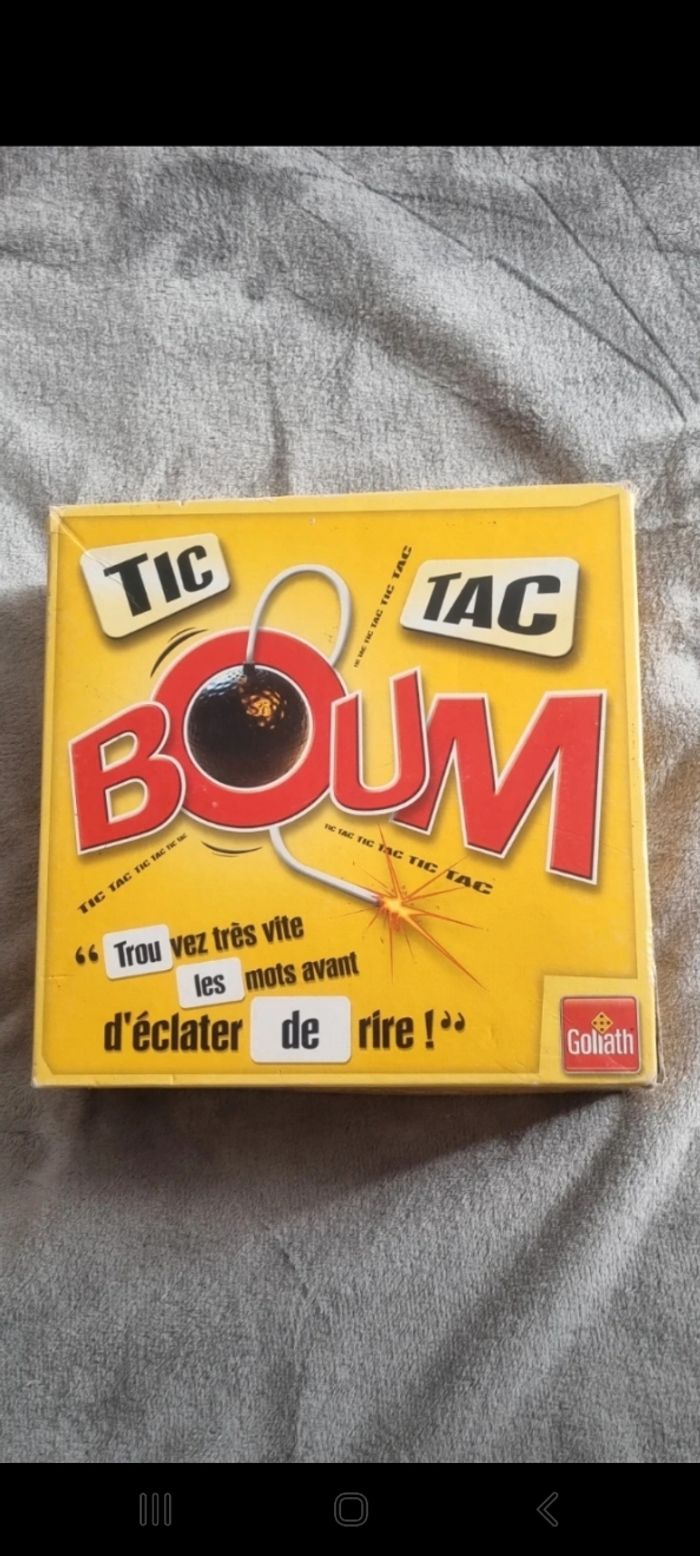 TIC
TAC
TIC TAC TIC TAC TIC TAC
BOUM
TIC TAC TIC TAC TIC TAC
TIC TAC TIC TAC TIC TAC
“ Trouvez très vite
les mots avant
d'éclater de rire ! ”
Goliath